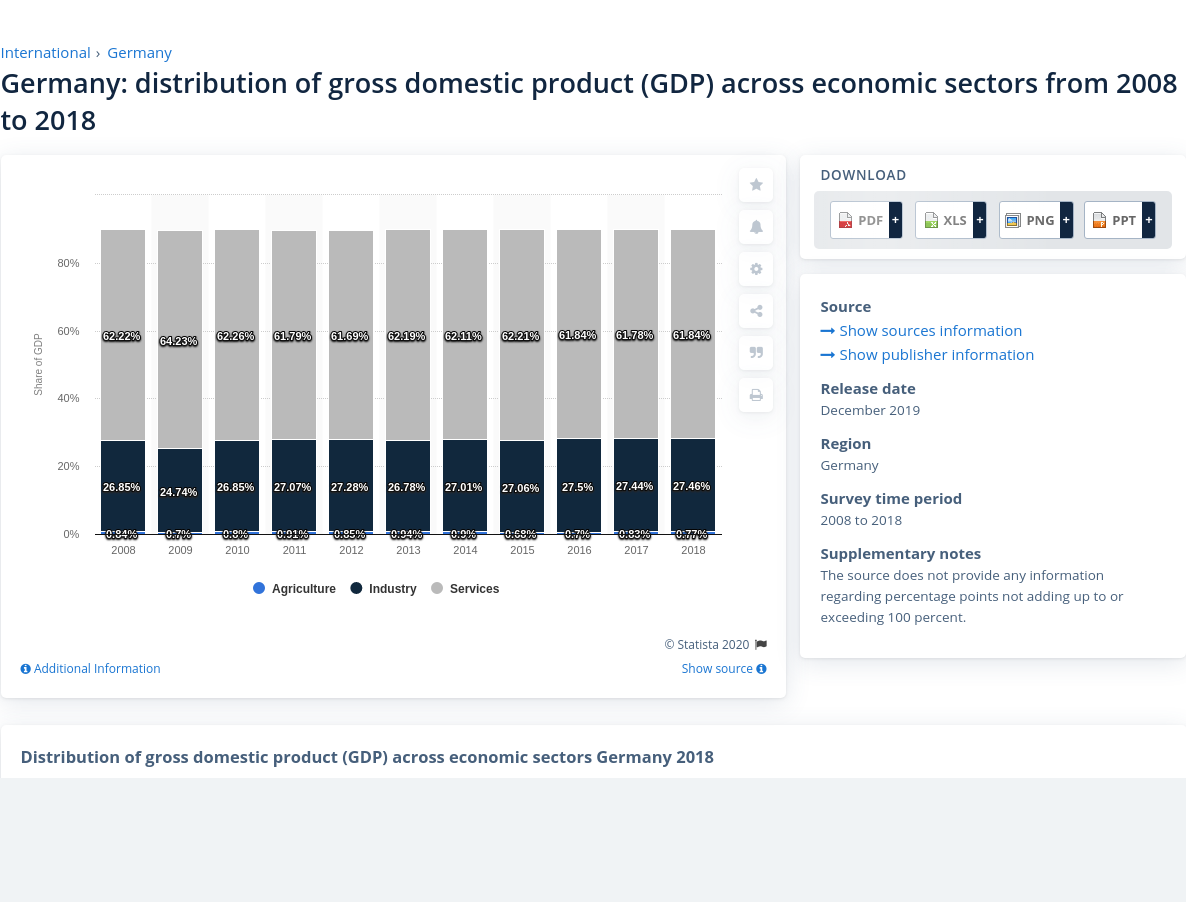 International › Germany
Germany: distribution of gross domestic product (GDP) across economic sectors from 2008
to 2018
Share of GDP
80%
60%
40%
20%
0%
62.22% 64.23% 62.26% 61.79% 61.69% 62.19% 62.11% 62.21% 61.84% 61.78% 61.84%
26.85% 24.74% 26.85% 27.07% 27.28% 26.78% 27.01% 27.06% 27.5% 27.44% 27.46%
0.84% 0.7% 0.8% 0.91% 0.85% 0.94% 0.9% 0.68% 0.7% 0.83% 0.77%
2008 2009 2010 2011 2012 2013 2014 2015 2016 2017 2018
Agriculture Industry Services
© Statista 2020
Additional Information
Show source
DOWNLOAD
PDF + XLS + PNG + PPT +
Source
Show sources information
Show publisher information
Release date
December 2019
Region
Germany
Survey time period
2008 to 2018
Supplementary notes
The source does not provide any information
regarding percentage points not adding up to or
exceeding 100 percent.
Distribution of gross domestic product (GDP) across economic sectors Germany 2018